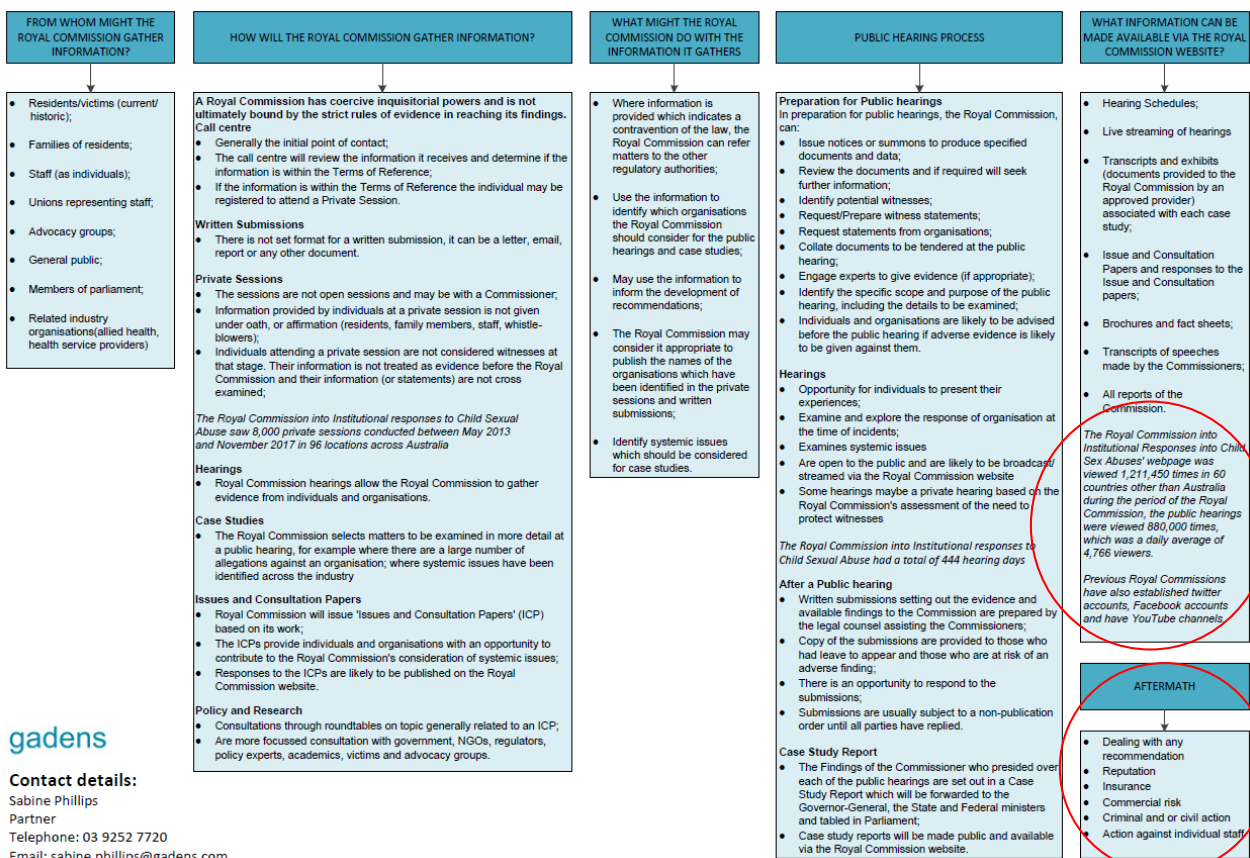 FROM WHOM MIGHT THE
ROYAL COMMISSION GATHER
INFORMATION?
● Residents/victims (current/
historic);
● Families of residents;
● Staff (as individuals);
● Unions representing staff;
● Advocacy groups;
● General public;
● Members of parliament;
● Related industry
organisations(allied health,
health service providers)
HOW WILL THE ROYAL COMMISSION GATHER INFORMATION?
A Royal Commission has coercive inquisitorial powers and is not
ultimately bound by the strict rules of evidence in reaching its findings.
Call centre
● Generally the initial point of contact;
● The call centre will review the information it receives and determine if the
information is within the Terms of Reference;
● If the information is within the Terms of Reference the individual may be
registered to attend a Private Session.
Written Submissions
● There is not set format for a written submission, it can be a letter, email,
report or any other document.
Private Sessions
● The sessions are not open sessions and may be with a Commissioner;
● Information provided by individuals at a private session is not given
under oath, or affirmation (residents, family members, staff, whistle-
blowers);
● Individuals attending a private session are not considered witnesses at
that stage. Their information is not treated as evidence before the Royal
Commission and their information (or statements) are not cross
examined;
The Royal Commission into Institutional responses to Child Sexual
Abuse saw 8,000 private sessions conducted between May 2013
and November 2017 in 96 locations across Australia
Hearings
● Royal Commission hearings allow the Royal Commission to gather
evidence from individuals and organisations.
Case Studies
● The Royal Commission selects matters to be examined in more detail at
a public hearing, for example where there are a large number of
allegations against an organisation; where systemic issues have been
identified across the industry
Issues and Consultation Papers
● Royal Commission will issue 'Issues and Consultation Papers' (ICP)
based on its work;
● The ICPs provide individuals and organisations with an opportunity to
contribute to the Royal Commission's consideration of systemic issues;
● Responses to the ICPs are likely to be published on the Royal
Commission website.
Policy and Research
● Consultations through roundtables on topic generally related to an ICP;
● Are more focussed consultation with government, NGOs, regulators,
policy experts, academics, victims and advocacy groups.
WHAT MIGHT THE ROYAL
COMMISSION DO WITH THE
INFORMATION IT GATHERS
● Where information is
provided which indicates a
contravention of the law, the
Royal Commission can refer
matters to the other
regulatory authorities;
● Use the information to
identify which organisations
the Royal Commission
should consider for the public
hearings and case studies;
● May use the information to
inform the development of
recommendations;
● The Royal Commission may
consider it appropriate to
publish the names of the
organisations which have
been identified in the private
sessions and written
submissions;
● Identify systemic issues
which should be considered
for case studies.
PUBLIC HEARING PROCESS
Preparation for Public hearings
In preparation for public hearings, the Royal Commission,
can:
● Issue notices or summons to produce specified
documents and data;
● Review the documents and if required will seek
further information;
● Identify potential witnesses;
● Request/Prepare witness statements;
● Request statements from organisations;
● Collate documents to be tendered at the public
hearing;
● Engage experts to give evidence (if appropriate);
● Identify the specific scope and purpose of the public
hearing, including the details to be examined;
● Individuals and organisations are likely to be advised
before the public hearing if adverse evidence is likely
to be given against them.
Hearings
● Opportunity for individuals to present their
experiences;
● Examine and explore the response of organisation at
the time of incidents;
● Examines systemic issues
● Are open to the public and are likely to be broadcast/
streamed via the Royal Commission website
● Some hearings maybe a private hearing based on the
Royal Commission's assessment of the need to
protect witnesses
The Royal Commission into Institutional responses to
Child Sexual Abuse had a total of 444 hearing days
After a Public hearing
● Written submissions setting out the evidence and
available findings to the Commission are prepared by
the legal counsel assisting the Commissioners;
● Copy of the submissions are provided to those who
had leave to appear and those who are at risk of an
adverse finding;
● There is an opportunity to respond to the
submissions;
● Submissions are usually subject to a non-publication
order until all parties have replied.
Case Study Report
● The Findings of the Commissioner who presided over
each of the public hearings are set out in a Case
Study Report which will be forwarded to the
Governor-General, the State and Federal ministers
and tabled in Parliament;
● Case study reports will be made public and available
via the Royal Commission website.
WHAT INFORMATION CAN BE
MADE AVAILABLE VIA THE ROYAL
COMMISSION WEBSITE?
● Hearing Schedules;
● Live streaming of hearings
● Transcripts and exhibits
(documents provided to the
Royal Commission by an
approved provider)
associated with each case
study;
● Issue and Consultation
Papers and responses to the
Issue and Consultation
papers;
● Brochures and fact sheets;
● Transcripts of speeches
made by the Commissioners;
● All reports of the
Commission.
The Royal Commission into
Institutional Responses into Child
Sex Abuses' webpage was
viewed 1,211,450 times in 60
countries other than Australia
during the period of the Royal
Commission, the public hearings
were viewed 880,000 times,
which was a daily average of
4,766 viewers.
Previous Royal Commissions
have also established twitter
accounts, Facebook accounts
and have YouTube channels.
AFTERMATH
● Dealing with any
recommendation
● Reputation
● Insurance
● Commercial risk
● Criminal and or civil action
● Action against individual staff
gadens
Contact details:
Sabine Phillips
Partner
Telephone: 03 9252 7720
Email: sabine.phillips@gadens.com